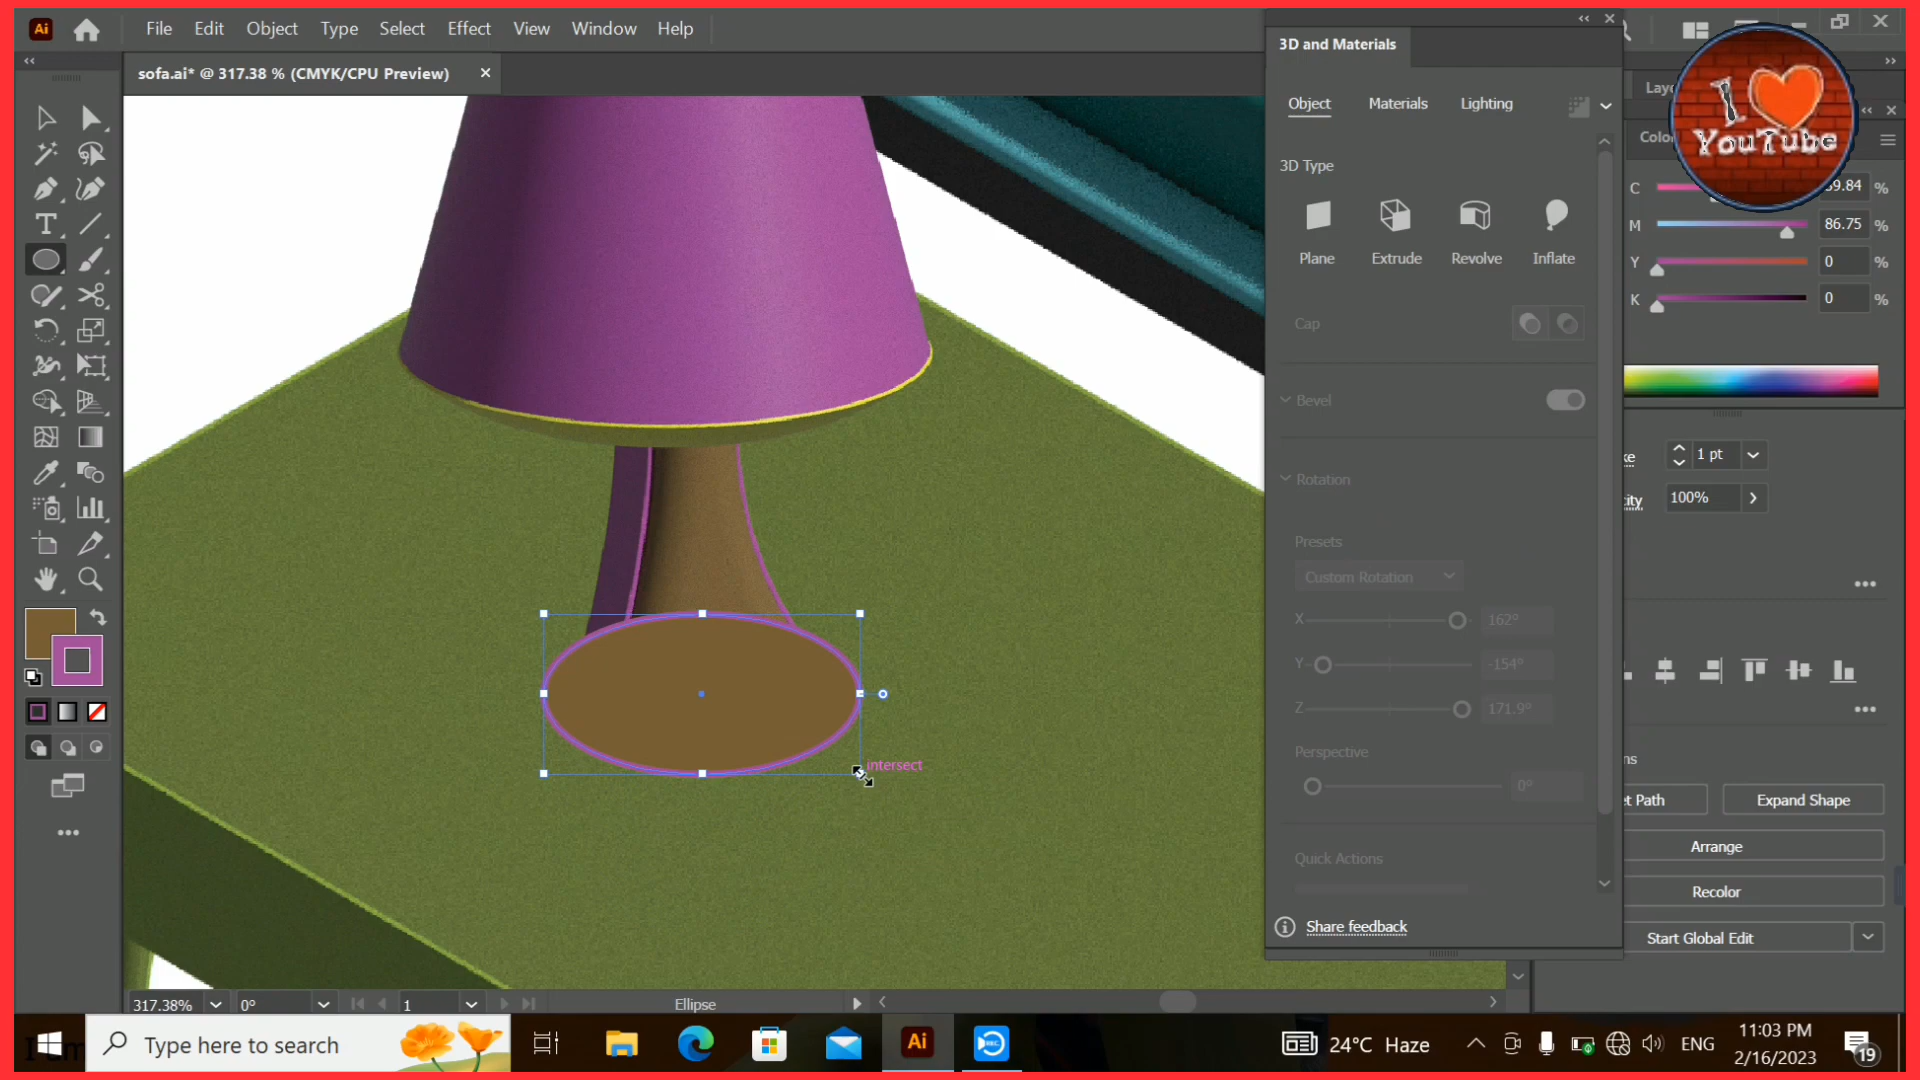 Ai
File Edit Object Type Select Effect View Window Help
sofa.ai* @ 317.38 % (CMYK/CPU Preview)
3D and Materials
Object Materials Lighting
3D Type
Plane Extrude Revolve Inflate
Cap
Bevel
Rotation
Presets
Custom Rotation
X 162°
Y -154°
Z 171.9°
Perspective
0°
Quick Actions
Share feedback
I
YouTube
C %
M 86.75 %
Y 0 %
K 0 %
1 pt
100%
Expand Shape
Arrange
Recolor
Start Global Edit
intersect
317.38% 0° 1 Ellipse
Type here to search
Ai
REC
24°C Haze
ENG
11:03 PM
2/16/2023
19